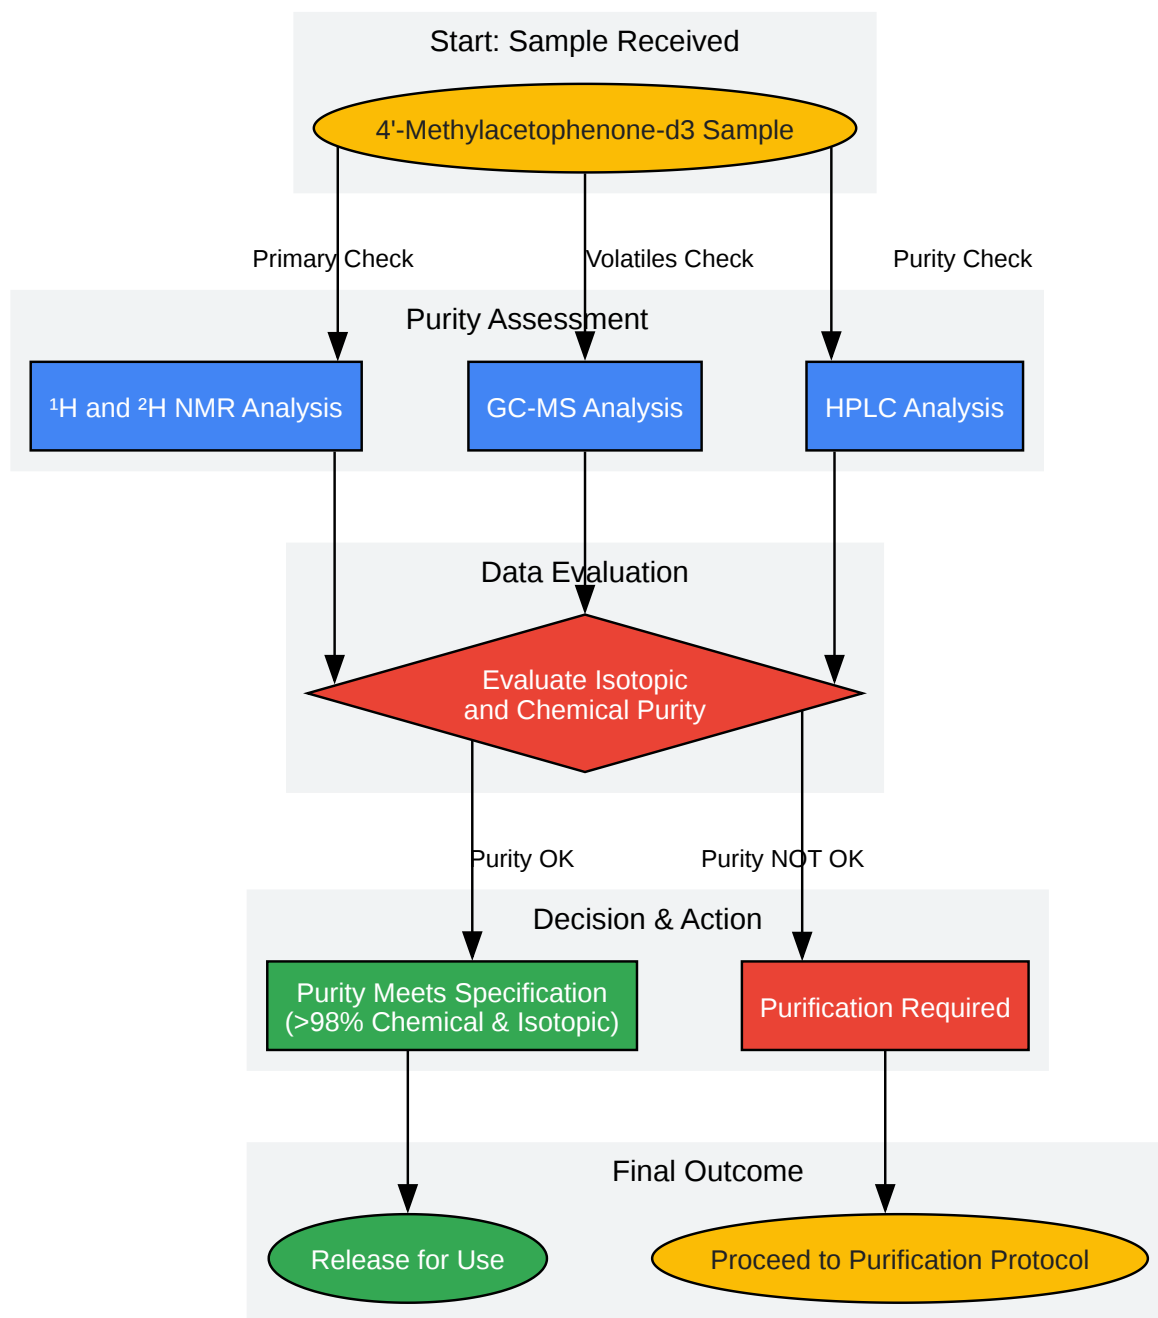 Start: Sample Received
4'-Methylacetophenone-d3 Sample
Primary Check
Volatiles Check
Purity Check
Purity Assessment
¹H and ²H NMR Analysis
GC-MS Analysis
HPLC Analysis
Data Evaluation
Evaluate Isotopic
and Chemical Purity
Purity OK
Purity NOT OK
Decision & Action
Purity Meets Specification
(>98% Chemical & Isotopic)
Purification Required
Final Outcome
Release for Use
Proceed to Purification Protocol